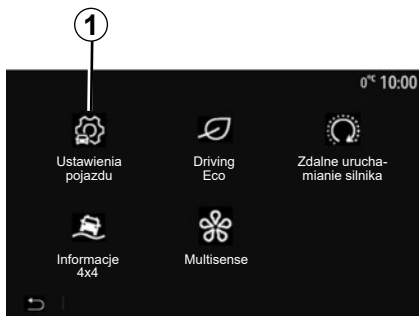 1
0°C 10:00
Ustawienia
pojazdu
Driving
Eco
Zdalne urucha-
mianie silnika
Informacje
4x4
Multisense